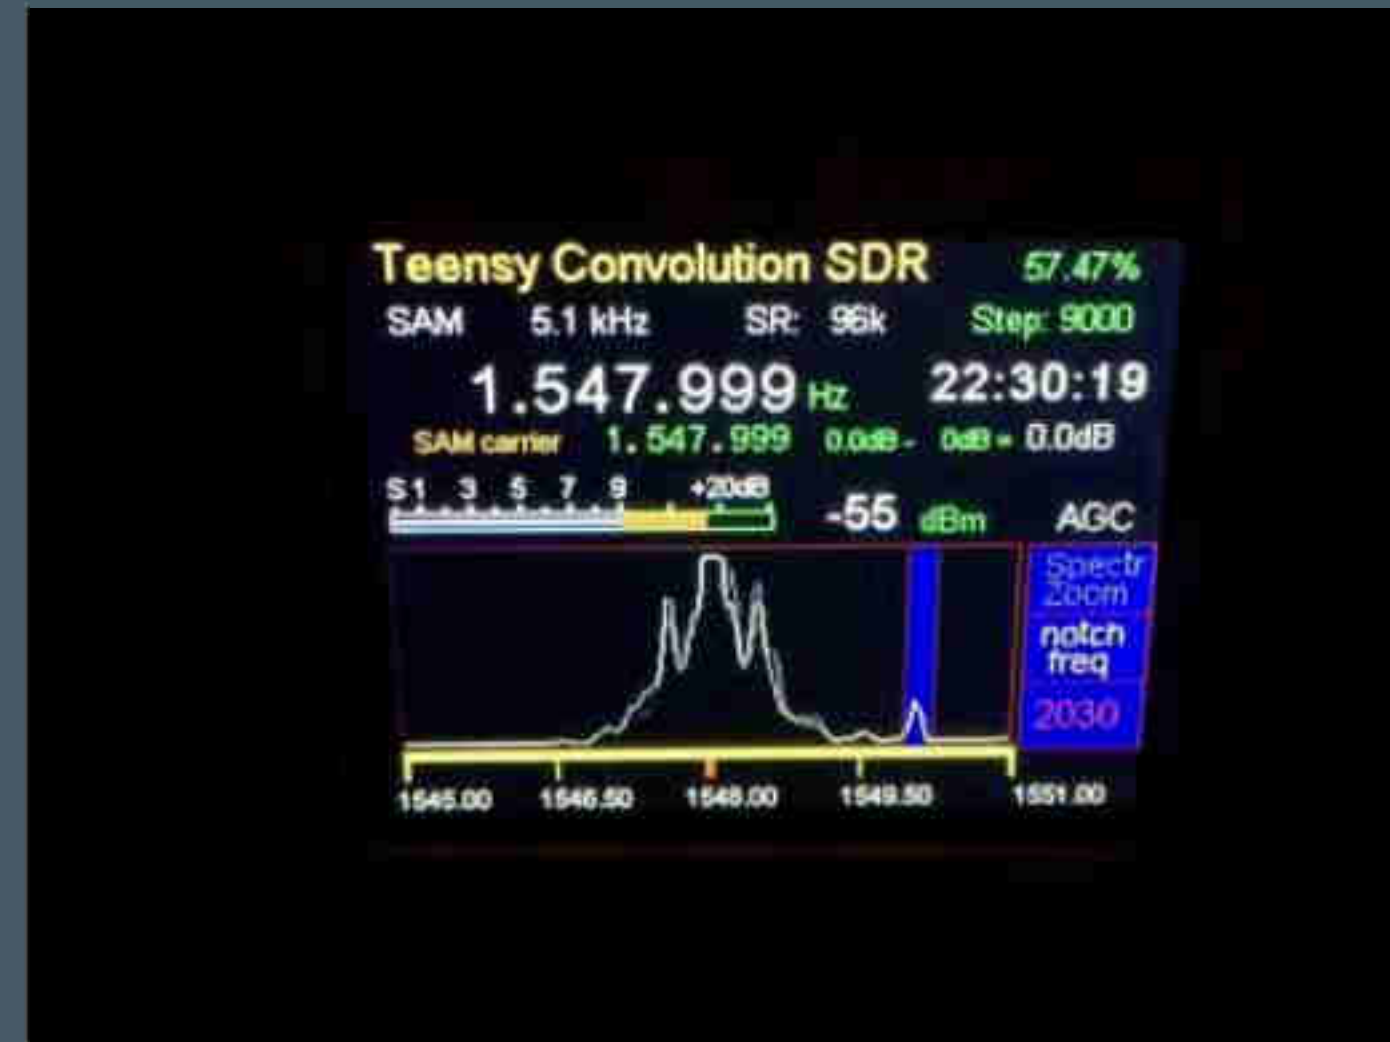 Teensy Convolution SDR 57.47%
SAM 5.1 kHz SR: 96k Step: 9000
1.547.999 Hz 22:30:19
SAM carrier 1.547.999 0.0dB - 0dB = 0.0dB
S1 3 5 7 9 +20dB
-55 dBm AGC
Spectr
Zoom
notch
freq
2030
1545.00 1546.50 1548.00 1549.50 1551.00